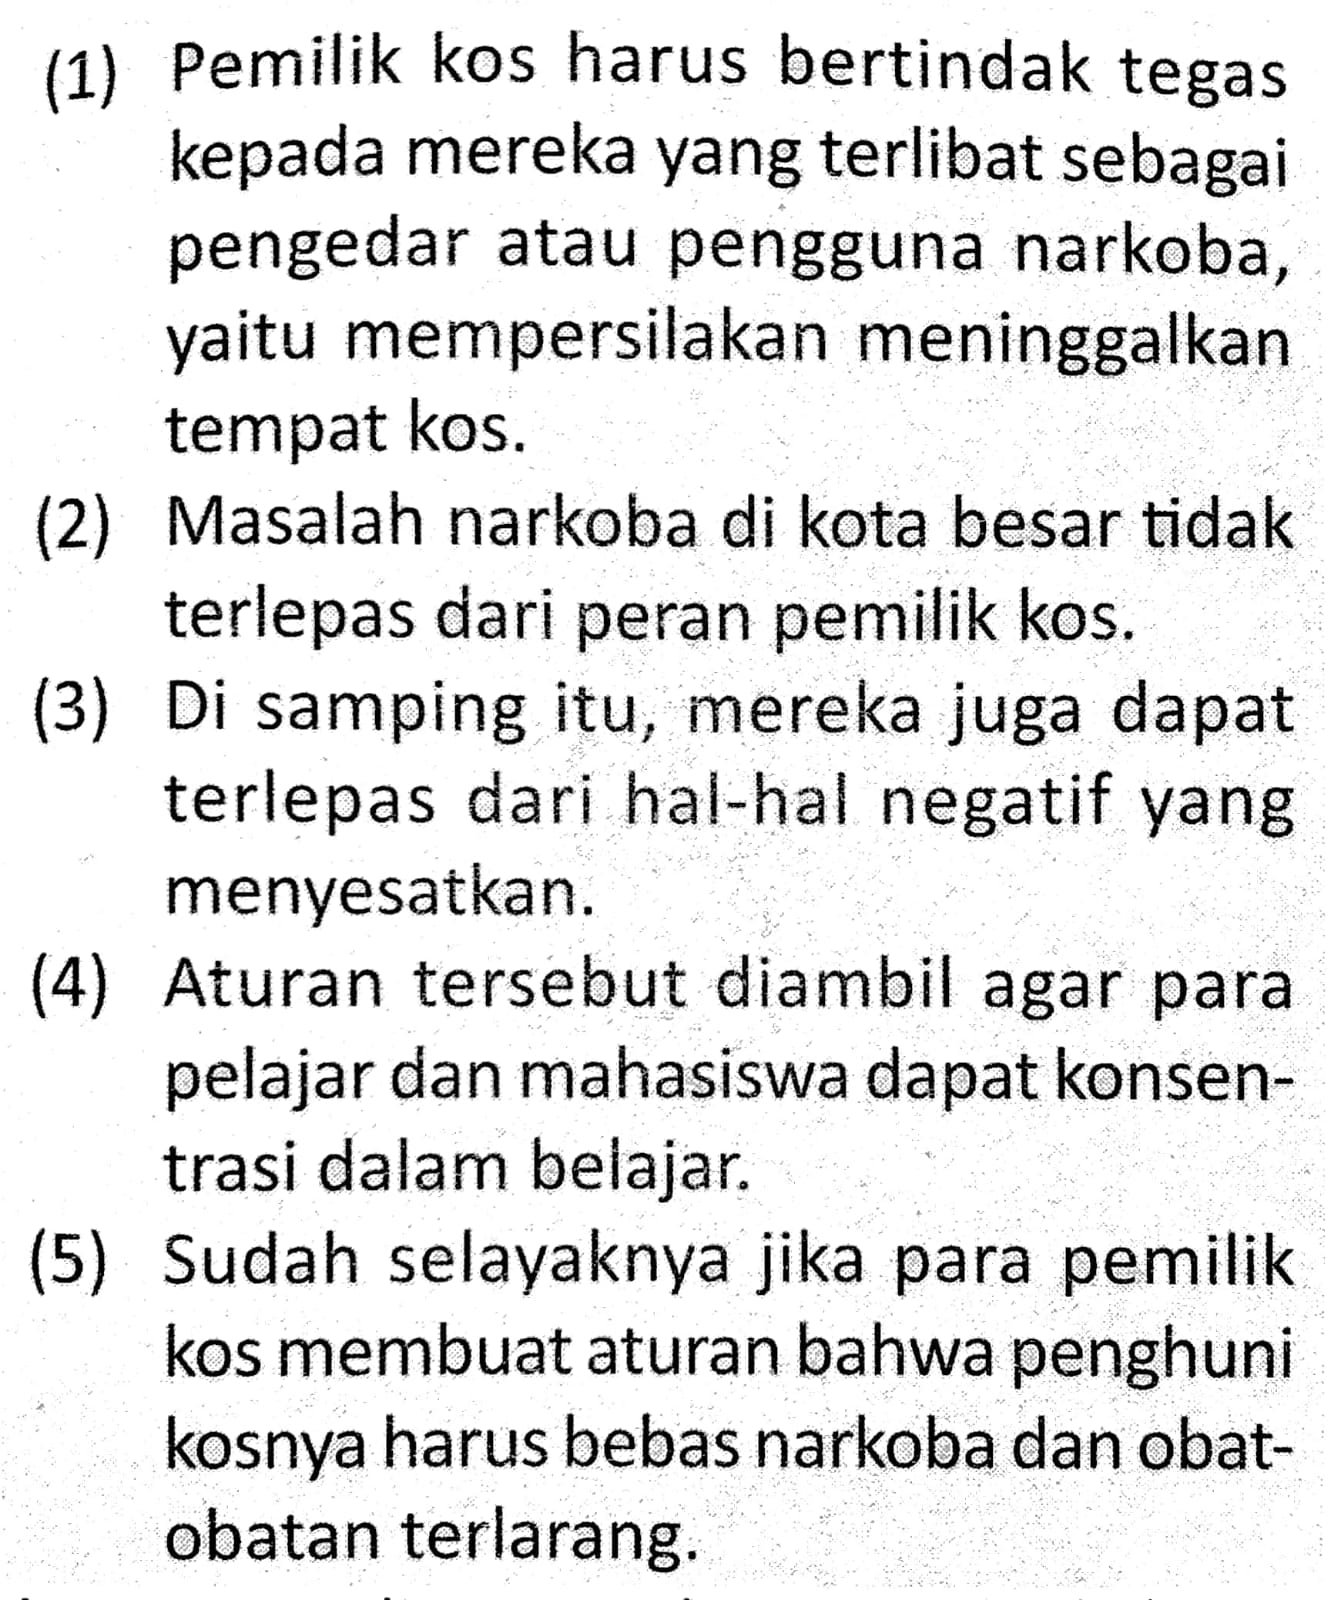 (1) Pemilik kos harus bertindak tegas
kepada mereka yang terlibat sebagai
pengedar atau pengguna narkoba,
yaitu mempersilakan meninggalkan
tempat kos.
(2) Masalah narkoba di kota besar tidak
terlepas dari peran pemilik kos.
(3) Di samping itu, mereka juga dapat
terlepas dari hal-hal negatif yang
menyesatkan.
(4) Aturan tersebut diambil agar para
pelajar dan mahasiswa dapat konsen-
trasi dalam belajar.
(5) Sudah selayaknya jika para pemilik
kos membuat aturan bahwa penghuni
kosnya harus bebas narkoba dan obat-
obatan terlarang.